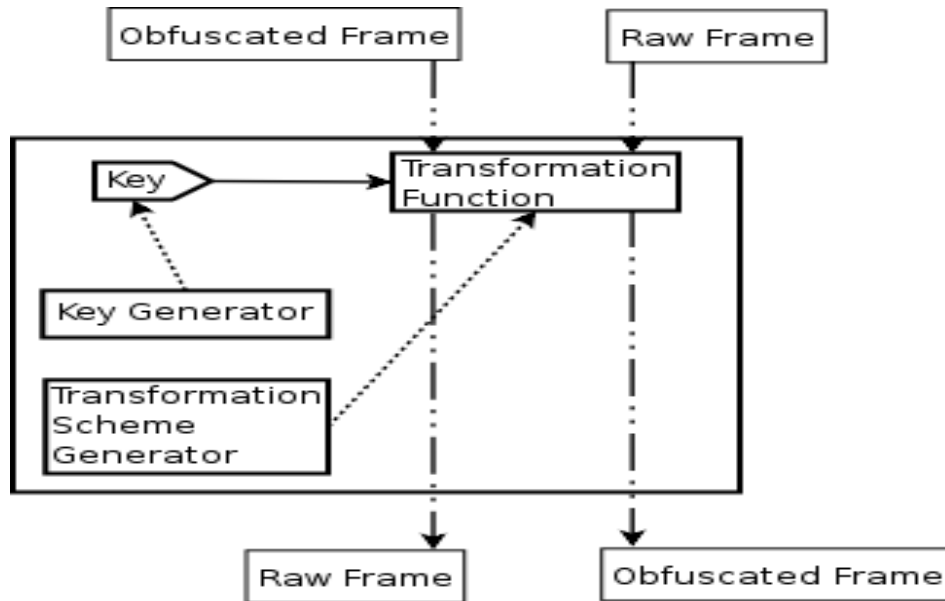 Obfuscated Frame
Raw Frame
Key
Transformation
Function
Key Generator
Transformation
Scheme
Generator
Raw Frame
Obfuscated Frame